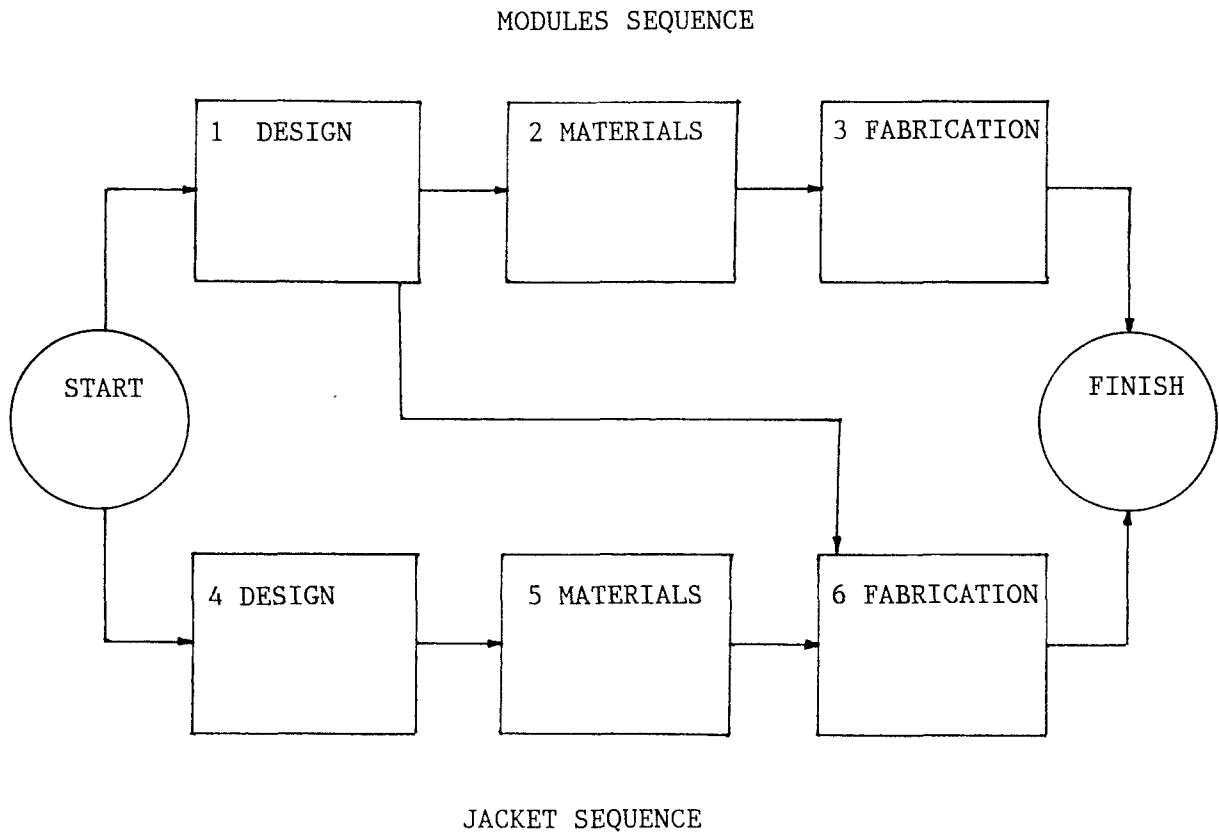 MODULES SEQUENCE
1 DESIGN
2 MATERIALS
3 FABRICATION
START
FINISH
4 DESIGN
5 MATERIALS
6 FABRICATION
JACKET SEQUENCE